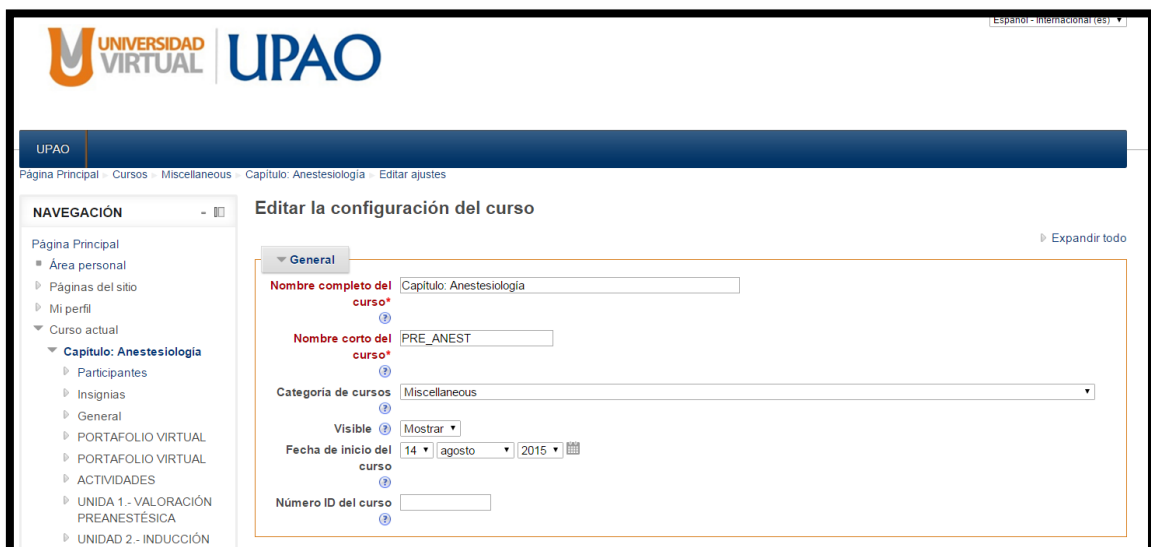 Español - Internacional (es)
UNIVERSIDAD
VIRTUAL
UPAO
UPAO
Página Principal Cursos Miscellaneous Capítulo: Anestesiología Editar ajustes
NAVEGACIÓN
Página Principal
Área personal
Páginas del sitio
Mi perfil
Curso actual
Capítulo: Anestesiología
Participantes
Insignias
General
PORTAFOLIO VIRTUAL
PORTAFOLIO VIRTUAL
ACTIVIDADES
UNIDA 1.- VALORACIÓN
PREANESTÉSICA
UNIDAD 2.- INDUCCIÓN
Editar la configuración del curso
Expandir todo
General
Nombre completo del Capítulo: Anestesiología
curso*
Nombre corto del PRE_ANEST
curso*
Categoría de cursos Miscellaneous
Visible Mostrar
Fecha de inicio del 14 agosto 2015
curso
Número ID del curso